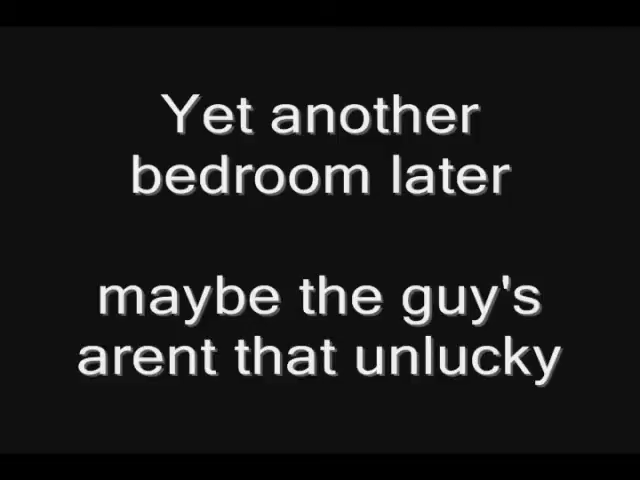 Yet another
bedroom later
maybe the guy's
arent that unlucky